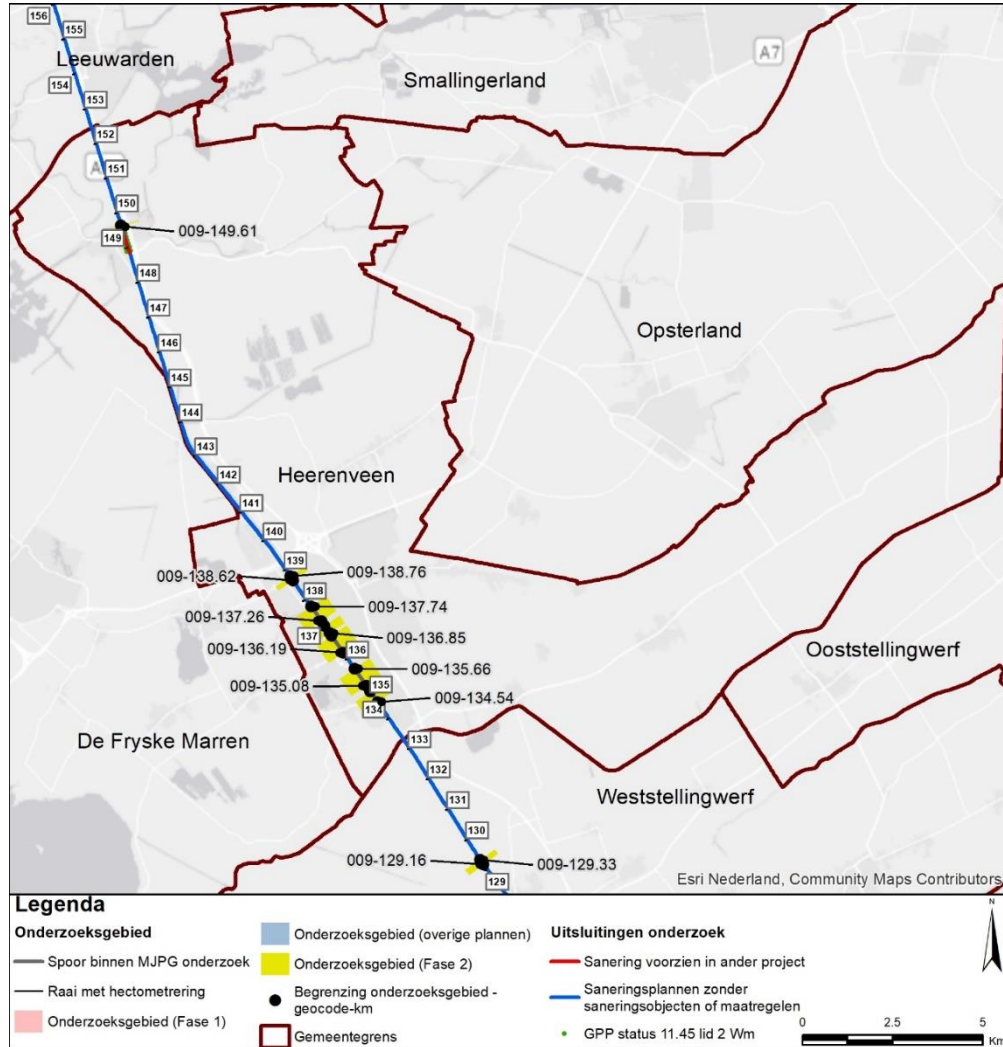 156
155
Leeuwarden
154
153
152
151
150
149
148
147
146
145
144
143
142
141
140
139
138
137
136
135
134
133
132
131
130
129
A7
A
Smallingerland
Opsterland
Heerenveen
Ooststellingwerf
De Fryske Marren
Weststellingwerf
009-149.61
009-138.62
009-138.76
009-137.74
009-137.26
009-136.85
009-136.19
009-135.66
009-135.08
009-134.54
009-129.16
009-129.33
Esri Nederland, Community Maps Contributors
Legenda
Onderzoeksgebied
Spoor binnen MJPG onderzoek
Raai met hectometrering
Onderzoeksgebied (Fase 1)
Onderzoeksgebied (overige plannen)
Onderzoeksgebied (Fase 2)
Begrenzing onderzoeksgebied -
geocode-km
Gemeentegrens
Uitsluitingen onderzoek
Sanering voorzien in ander project
Saneringsplannen zonder
saneringsobjecten of maatregelen
GPP status 11.45 lid 2 Wm
N
0 2.5 5
Km